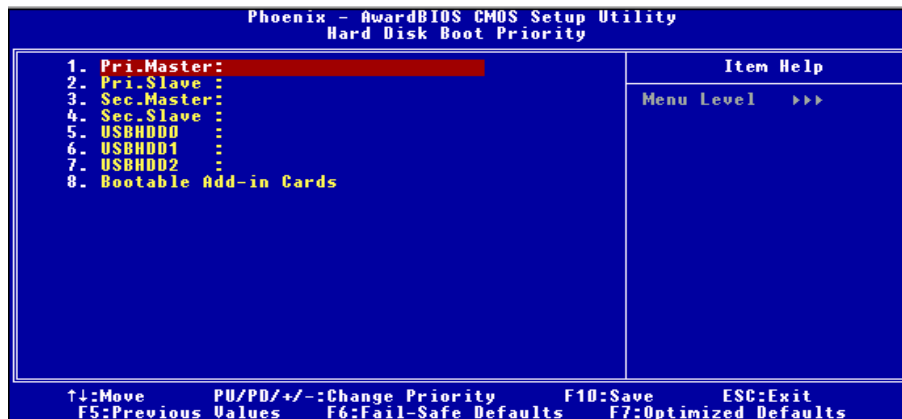 Phoenix - AwardBIOS CMOS Setup Utility
Hard Disk Boot Priority
1. Pri.Master:
2. Pri.Slave :
3. Sec.Master:
4. Sec.Slave :
5. USBHDD0 :
6. USBHDD1 :
7. USBHDD2 :
8. Bootable Add-in Cards
Item Help
Menu Level ▸▸▸
↑↓:Move PU/PD/+/-:Change Priority F10:Save ESC:Exit
F5:Previous Values F6:Fail-Safe Defaults F7:Optimized Defaults